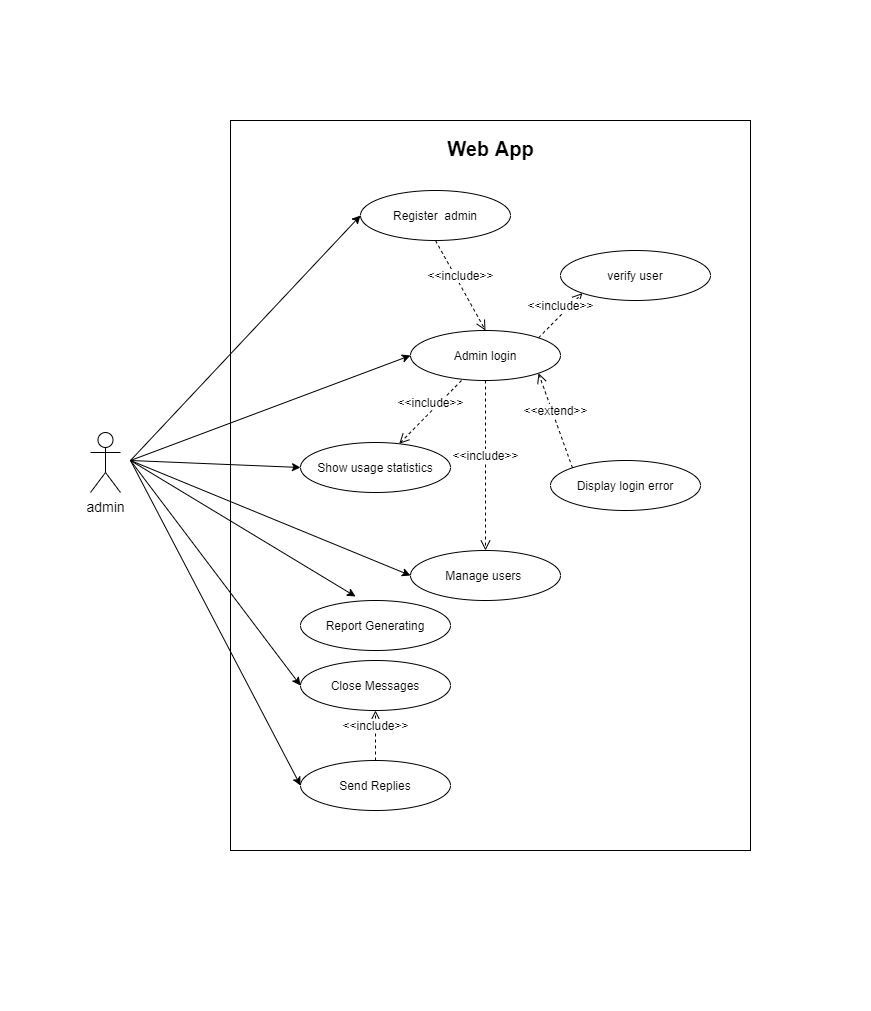 Web App
Register  admin
<<include>>
verify user
<<include>>
Admin login
<<include>>
<<extend>>
<<include>>
Show usage statistics
Display login error
admin
Manage users
Report Generating
Close Messages
<<include>>
Send Replies